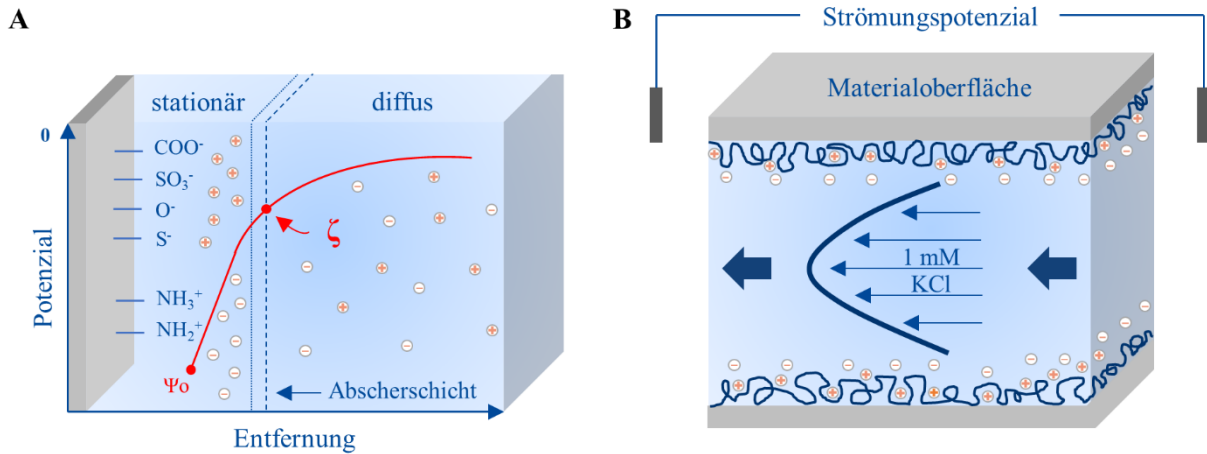 A
stationär
diffus
0
COO⁻
SO₃⁻
O⁻
S⁻
NH₃⁺
NH₂⁺
Ψo
ζ
Abscherschicht
Potenzial
Entfernung
B
Strömungspotenzial
Materialoberfläche
1 mM
KCl